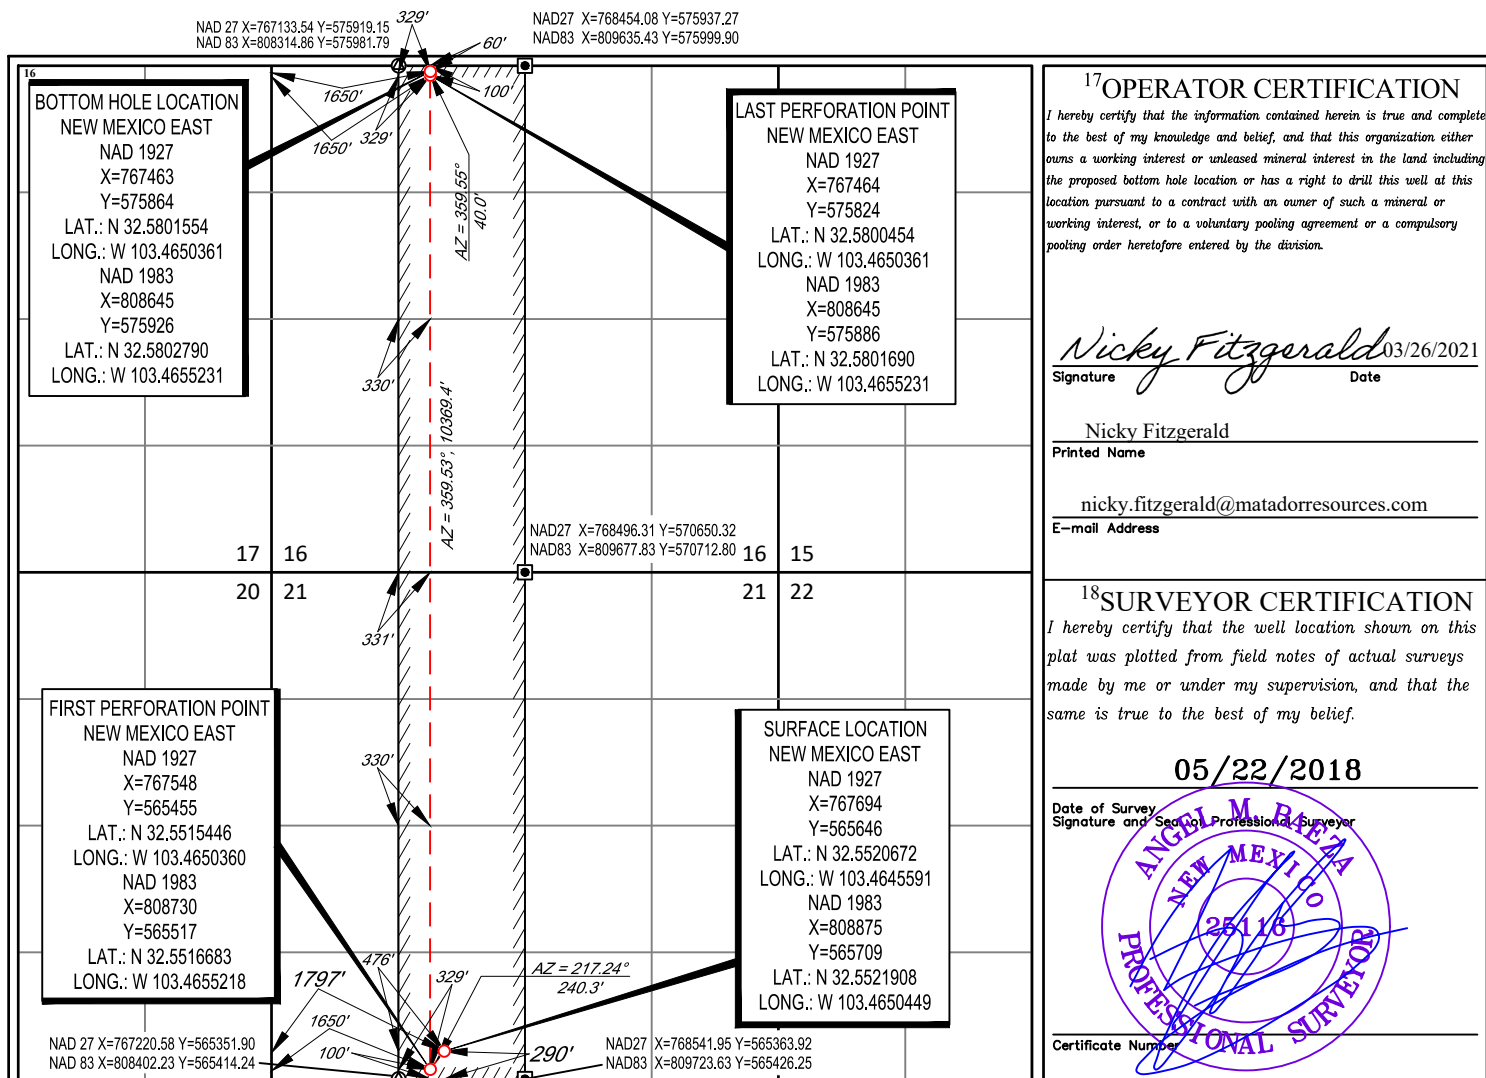 NAD 27 X=767133.54 Y=575919.15
NAD 83 X=808314.86 Y=575981.79
329'
60'
NAD27 X=768454.08 Y=575937.27
NAD83 X=809635.43 Y=575999.90
16
BOTTOM HOLE LOCATION
NEW MEXICO EAST
NAD 1927
X=767463
Y=575864
LAT.: N 32.5801554
LONG.: W 103.4650361
NAD 1983
X=808645
Y=575926
LAT.: N 32.5802790
LONG.: W 103.4655231
1650'
1650'
329'
100'
AZ = 359.55°
40.0'
LAST PERFORATION POINT
NEW MEXICO EAST
NAD 1927
X=767464
Y=575824
LAT.: N 32.5800454
LONG.: W 103.4650361
NAD 1983
X=808645
Y=575886
LAT.: N 32.5801690
LONG.: W 103.4655231
330'
AZ = 359.53°, 10369.4'
NAD27 X=768496.31 Y=570650.32
NAD83 X=809677.83 Y=570712.80
17 16
20 21
16 15
21 22
331'
330'
FIRST PERFORATION POINT
NEW MEXICO EAST
NAD 1927
X=767548
Y=565455
LAT.: N 32.5515446
LONG.: W 103.4650360
NAD 1983
X=808730
Y=565517
LAT.: N 32.5516683
LONG.: W 103.4655218
SURFACE LOCATION
NEW MEXICO EAST
NAD 1927
X=767694
Y=565646
LAT.: N 32.5520672
LONG.: W 103.4645591
NAD 1983
X=808875
Y=565709
LAT.: N 32.5521908
LONG.: W 103.4650449
476'
1797'
329'
AZ = 217.24°
240.3'
1650'
100'
290'
NAD 27 X=767220.58 Y=565351.90
NAD 83 X=808402.23 Y=565414.24
NAD27 X=768541.95 Y=565363.92
NAD83 X=809723.63 Y=565426.25
17OPERATOR CERTIFICATION
I hereby certify that the information contained herein is true and complete
to the best of my knowledge and belief, and that this organization either
owns a working interest or unleased mineral interest in the land including
the proposed bottom hole location or has a right to drill this well at this
location pursuant to a contract with an owner of such a mineral or
working interest, or to a voluntary pooling agreement or a compulsory
pooling order heretofore entered by the division.
Nicky Fitzgerald 03/26/2021
Signature Date
Nicky Fitzgerald
Printed Name
nicky.fitzgerald@matadorresources.com
E-mail Address
18SURVEYOR CERTIFICATION
I hereby certify that the well location shown on this
plat was plotted from field notes of actual surveys
made by me or under my supervision, and that the
same is true to the best of my belief.
05/22/2018
Date of Survey
Signature and Seal of Professional Surveyor
ANGEL M. BAEZA
NEW MEXICO
25116
PROFESSIONAL SURVEYOR
Certificate Number